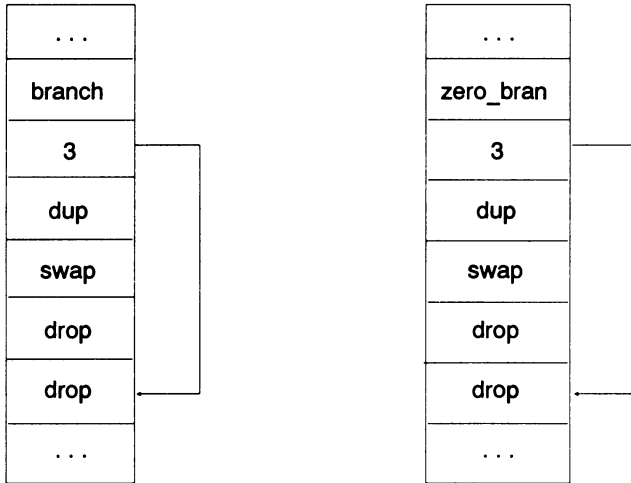 ...
branch
3
dup
swap
drop
drop
...
...
zero_bran
3
dup
swap
drop
drop
...